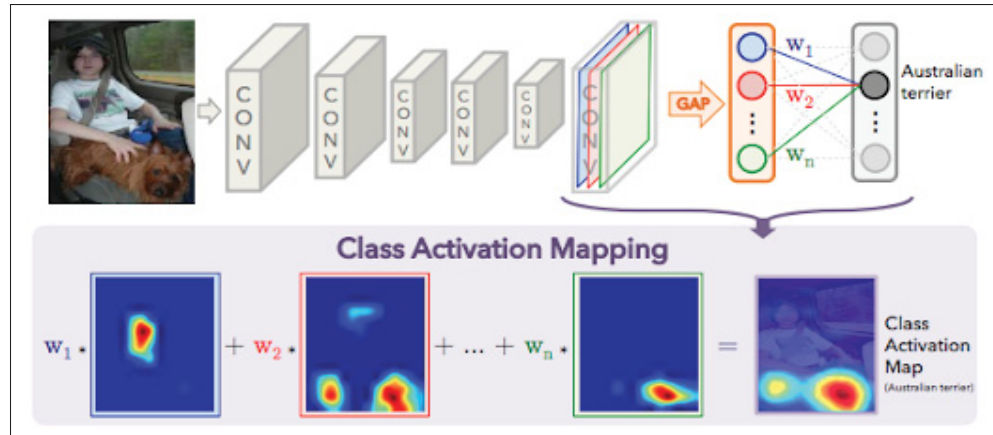 CONV
CONV
CONV
CONV
CONV
CONV
GAP
w1
w2
...
wn
...
Australian
terrier
Class Activation Mapping
w1 * + w2 * + ... + wn * =
Class
Activation
Map
(Australian terrier)